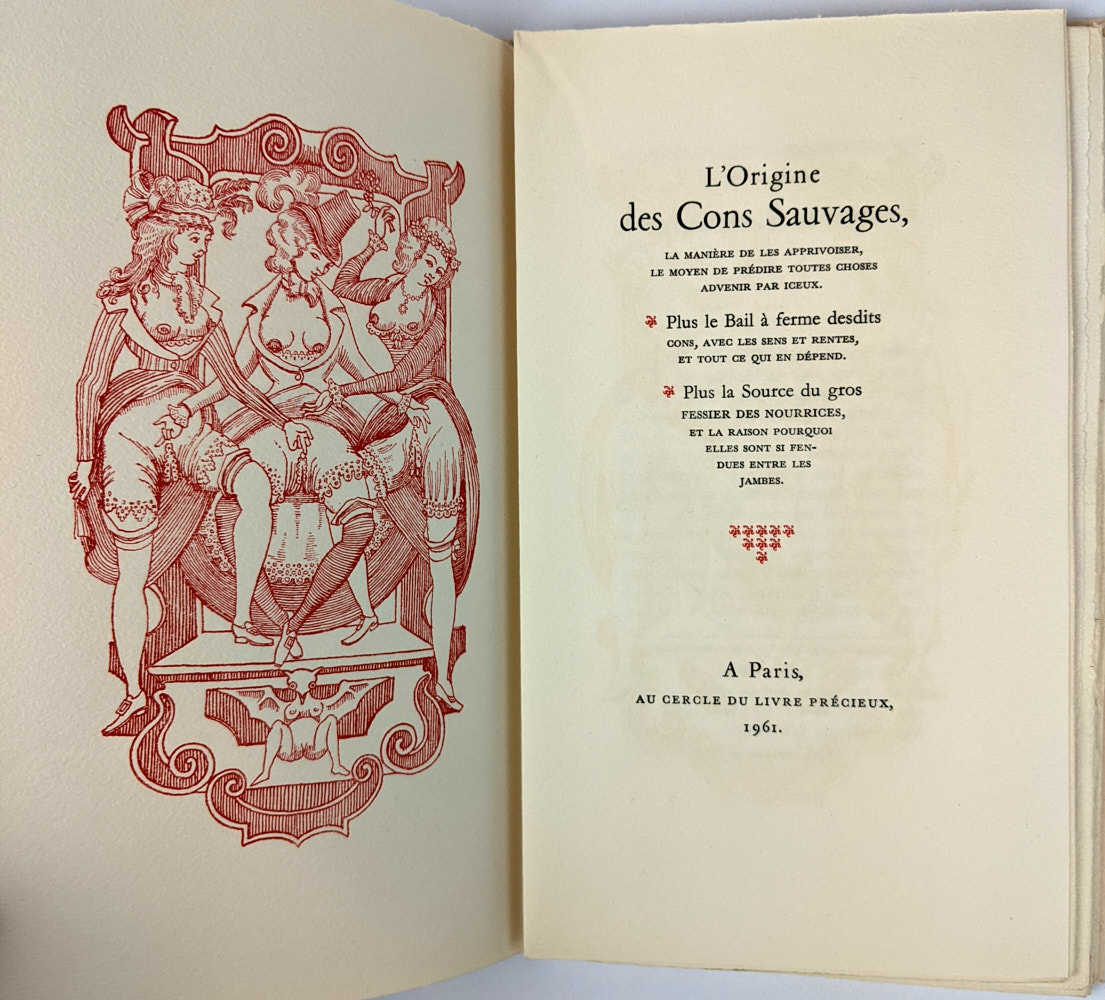 L'Origine
des Cons Sauvages,
LA MANIÈRE DE LES APPRIVOISER,
LE MOYEN DE PRÉDIRE TOUTES CHOSES
ADVENIR PAR ICEUX.
Plus le Bail à ferme desdits
CONS, AVEC LES SENS ET RENTES,
ET TOUT CE QUI EN DÉPEND.
Plus la Source du gros
FESSIER DES NOURRICES,
ET LA RAISON POURQUOI
ELLES SONT SI FEN-
DUES ENTRE LES
JAMBES.
A Paris,
AU CERCLE DU LIVRE PRÉCIEUX,
1961.